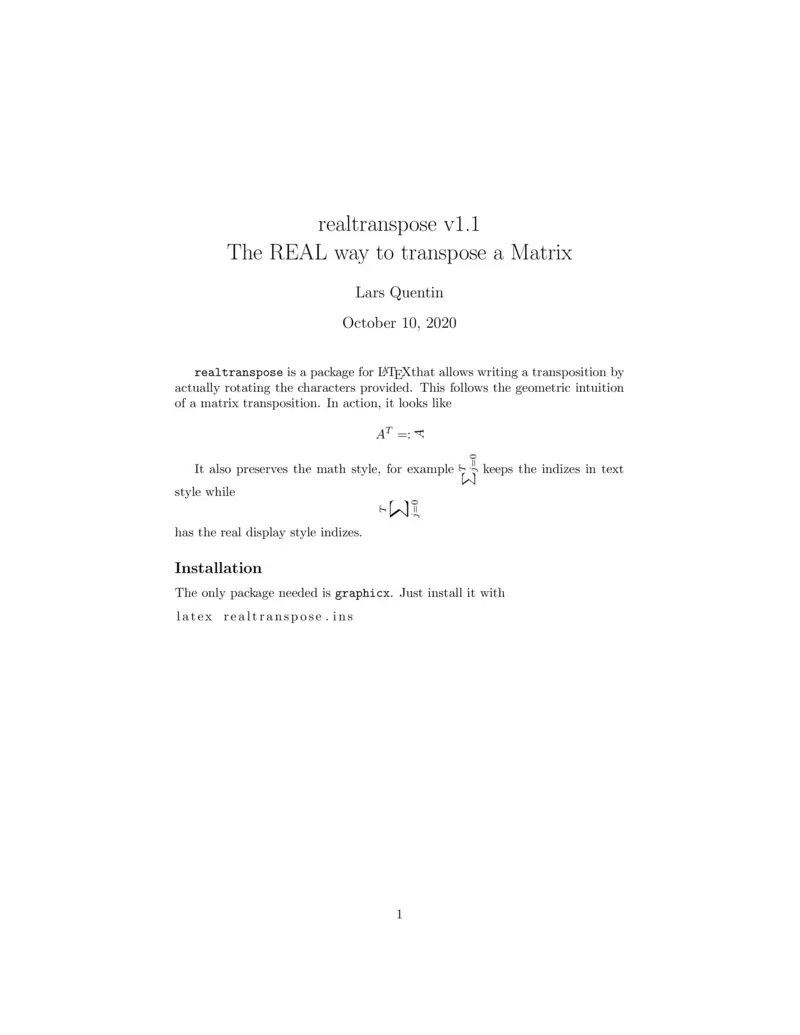 realtranspose v1.1
The REAL way to transpose a Matrix
Lars Quentin
October 10, 2020
realtranspose is a package for LATEXthat allows writing a transposition by
actually rotating the characters provided. This follows the geometric intuition
of a matrix transposition. In action, it looks like
A^T =: A
It also preserves the math style, for example ∑ j=0 keeps the indizes in text
style while
∑ j=0
has the real display style indizes.
Installation
The only package needed is graphicx. Just install it with
latex realtranspose.ins
1